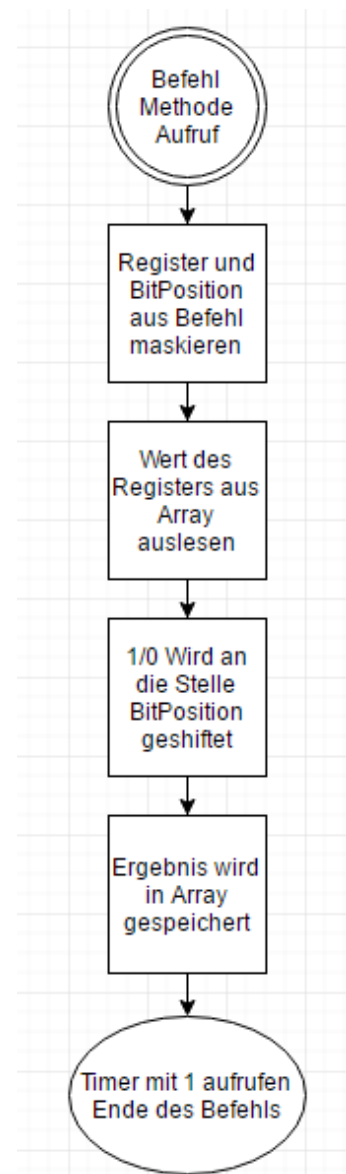 Befehl
Methode
Aufruf
Register und
BitPosition
aus Befehl
maskieren
Wert des
Registers aus
Array
auslesen
1/0 Wird an
die Stelle
BitPosition
geshiftet
Ergebnis wird
in Array
gespeichert
Timer mit 1 aufrufen
Ende des Befehls